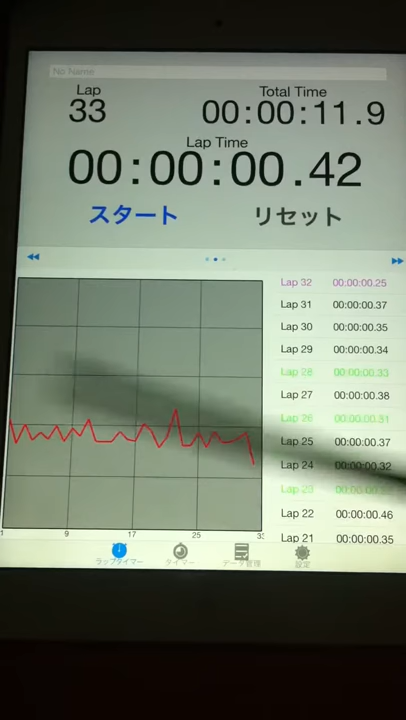 No Name
Lap
Total Time
33
00:00:11.9
Lap Time
00:00:00.42
スタート
リセット
Lap 32 00:00:00.25
Lap 31 00:00:00.37
Lap 30 00:00:00.35
Lap 29 00:00:00.34
Lap 28 00:00:00.33
Lap 27 00:00:00.38
Lap 26 00:00:00.31
Lap 25 00:00:00.37
Lap 24 00:00:00.32
Lap 23
Lap 22 00:00:00.46
Lap 21 00:00:00.35
1 9 17 25
ラップタイマー タイマー データ管理 設定